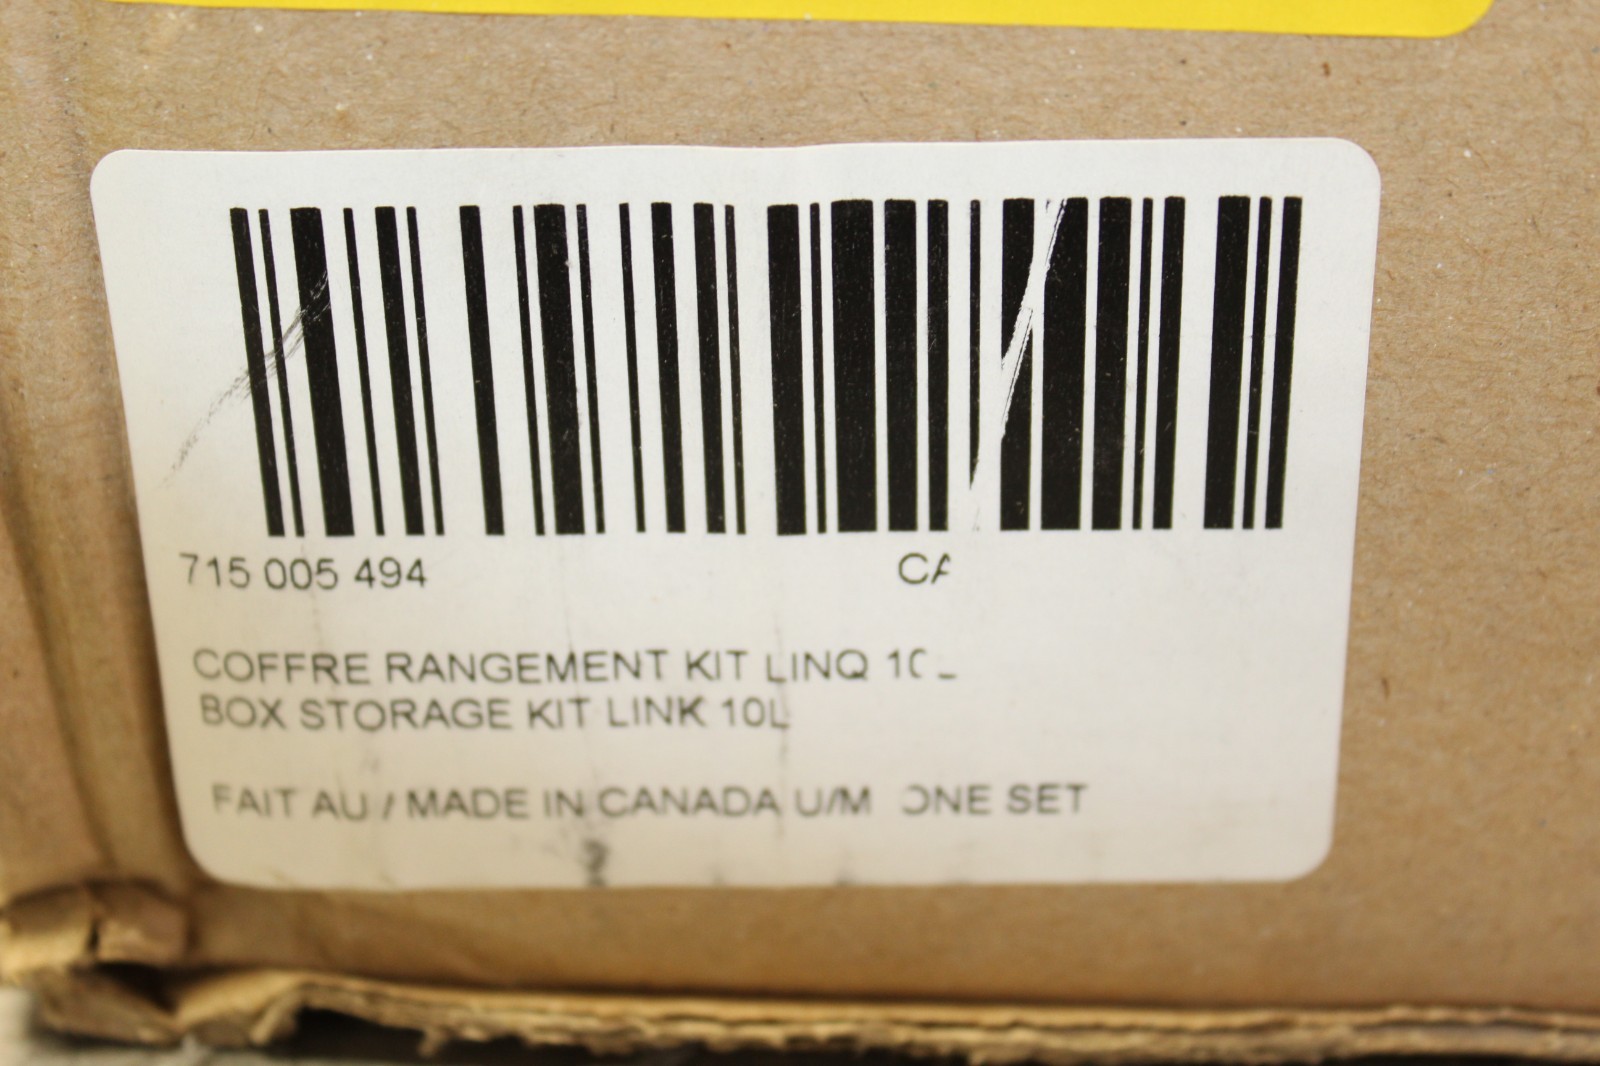 715 005 494 CA
COFFRE RANGEMENT KIT LINQ 10L
BOX STORAGE KIT LINK 10L
FAIT AU / MADE IN CANADA U/M ONE SET